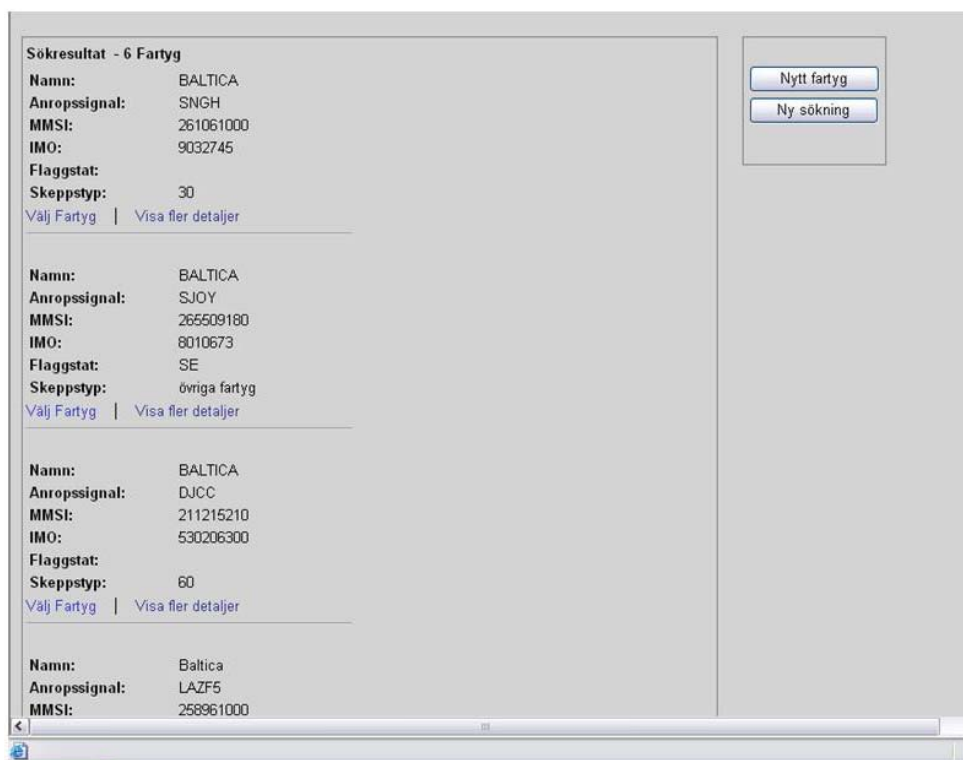 Sökresultat - 6 Fartyg
Namn: BALTICA
Anropssignal: SNGH
MMSI: 261061000
IMO: 9032745
Flaggstat:
Skeppstyp: 30
Välj Fartyg | Visa fler detaljer
Namn: BALTICA
Anropssignal: SJOY
MMSI: 265509180
IMO: 8010673
Flaggstat: SE
Skeppstyp: övriga fartyg
Välj Fartyg | Visa fler detaljer
Namn: BALTICA
Anropssignal: DJCC
MMSI: 211215210
IMO: 530206300
Flaggstat:
Skeppstyp: 60
Välj Fartyg | Visa fler detaljer
Namn: Baltica
Anropssignal: LAZF5
MMSI: 258961000
Nytt fartyg
Ny sökning